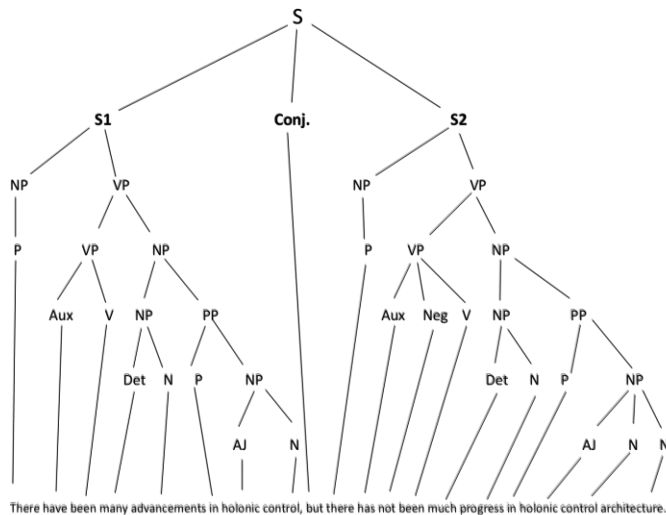 S
S1 Conj. S2
NP VP NP VP
P VP NP P VP NP
Aux V NP PP Aux Neg V NP PP
Det N P NP Det N P NP
AJ N AJ N N
There have been many advancements in holonic control, but there has not been much progress in holonic control architecture.